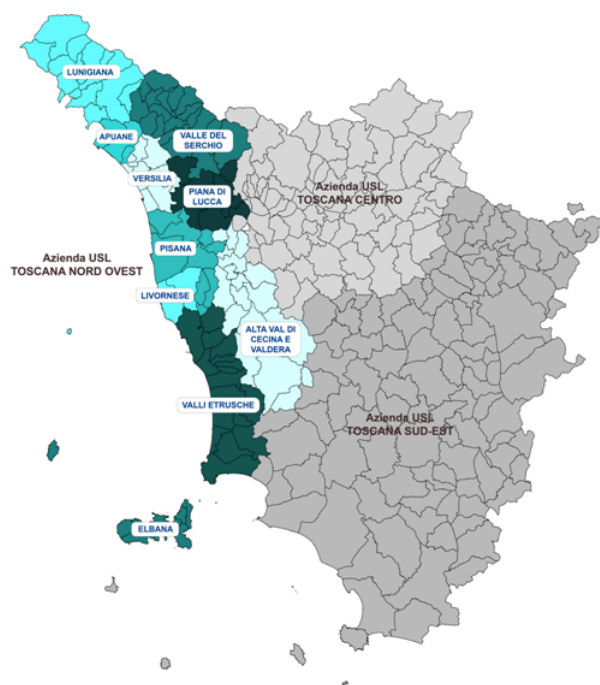 LUNIGIANA
APUANE
VALLE DEL
SERCHIO
VERSILIA
PIANA DI
LUCCA
Azienda USL
TOSCANA CENTRO
PISANA
Azienda USL
TOSCANA NORD OVEST
LIVORNESE
ALTA VAL DI
CECINA E
VALDERA
VALLI ETRUSCHE
Azienda USL
TOSCANA SUD-EST
ELBANA